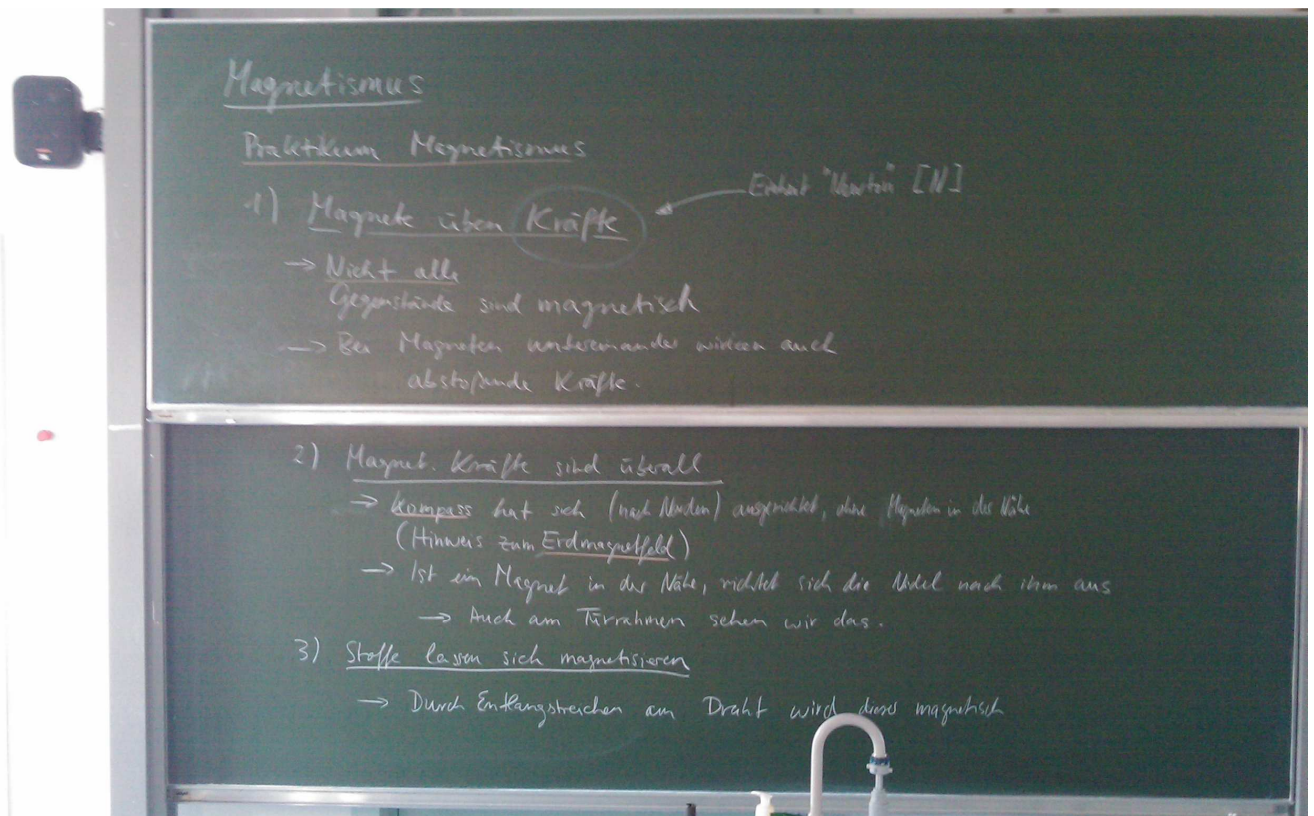 Magnetismus
Praktikum Magnetismus
1) Magnete üben Kräfte
Einheit "Newton" [N]
→ Nicht alle
Gegenstände sind magnetisch
→ Bei Magneten untereinander wirken auch
abstoßende Kräfte.
2) Magnet. Kräfte sind überall
→ Kompass hat sich (nach Norden) ausgerichtet, ohne Magneten in der Nähe
(Hinweis zum Erdmagnetfeld)
→ Ist ein Magnet in der Nähe, richtet sich die Nadel nach ihm aus
→ Auch am Türrahmen sehen wir das.
3) Stoffe lassen sich magnetisieren
→ Durch Entlangstreichen am Draht wird dieser magnetisch